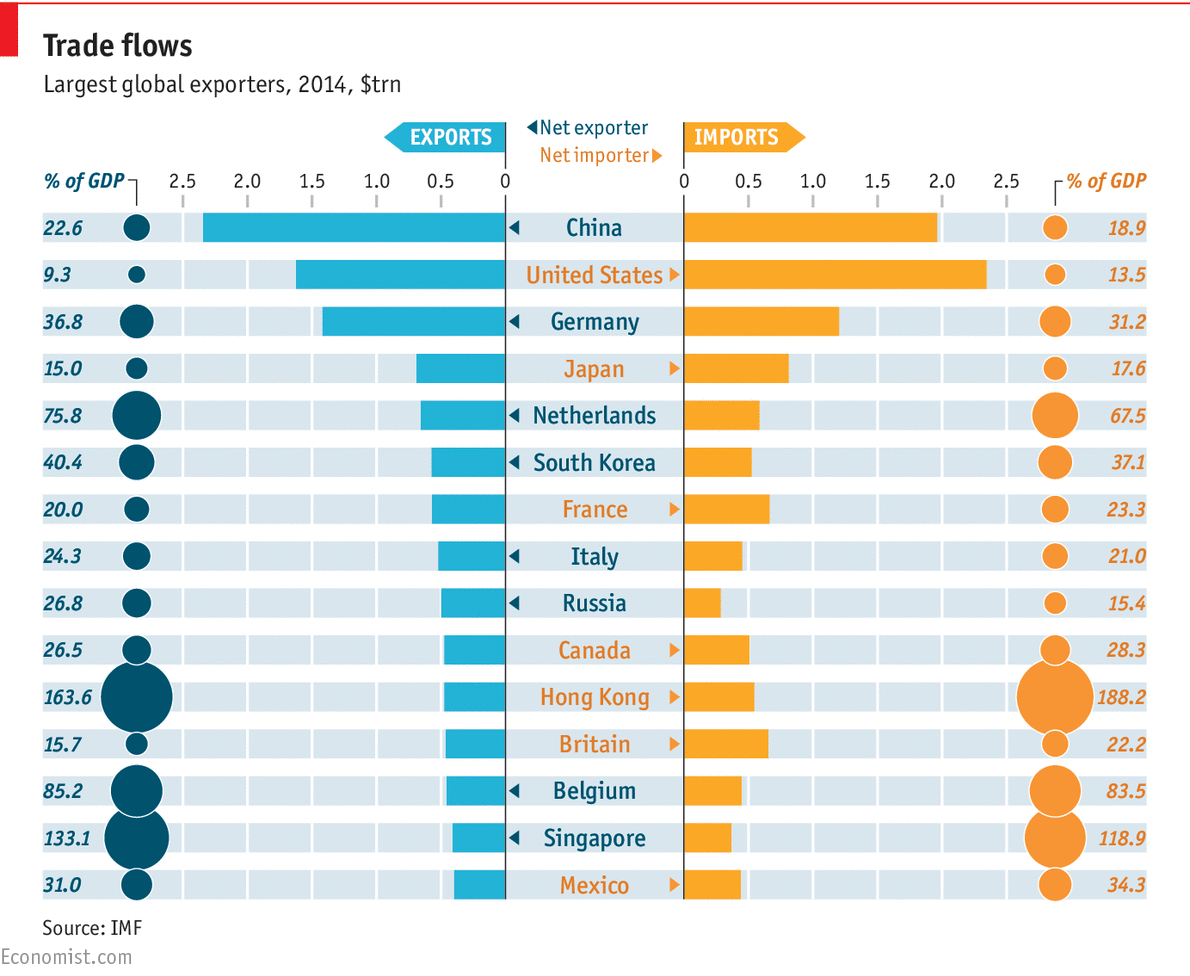 Trade flows
Largest global exporters, 2014, $trn
EXPORTS
Net exporter
Net importer
IMPORTS
% of GDP 2.5 2.0 1.5 1.0 0.5 0 0 0.5 1.0 1.5 2.0 2.5 % of GDP
22.6 China 18.9
9.3 United States 13.5
36.8 Germany 31.2
15.0 Japan 17.6
75.8 Netherlands 67.5
40.4 South Korea 37.1
20.0 France 23.3
24.3 Italy 21.0
26.8 Russia 15.4
26.5 Canada 28.3
163.6 Hong Kong 188.2
15.7 Britain 22.2
85.2 Belgium 83.5
133.1 Singapore 118.9
31.0 Mexico 34.3
Source: IMF
Economist.com